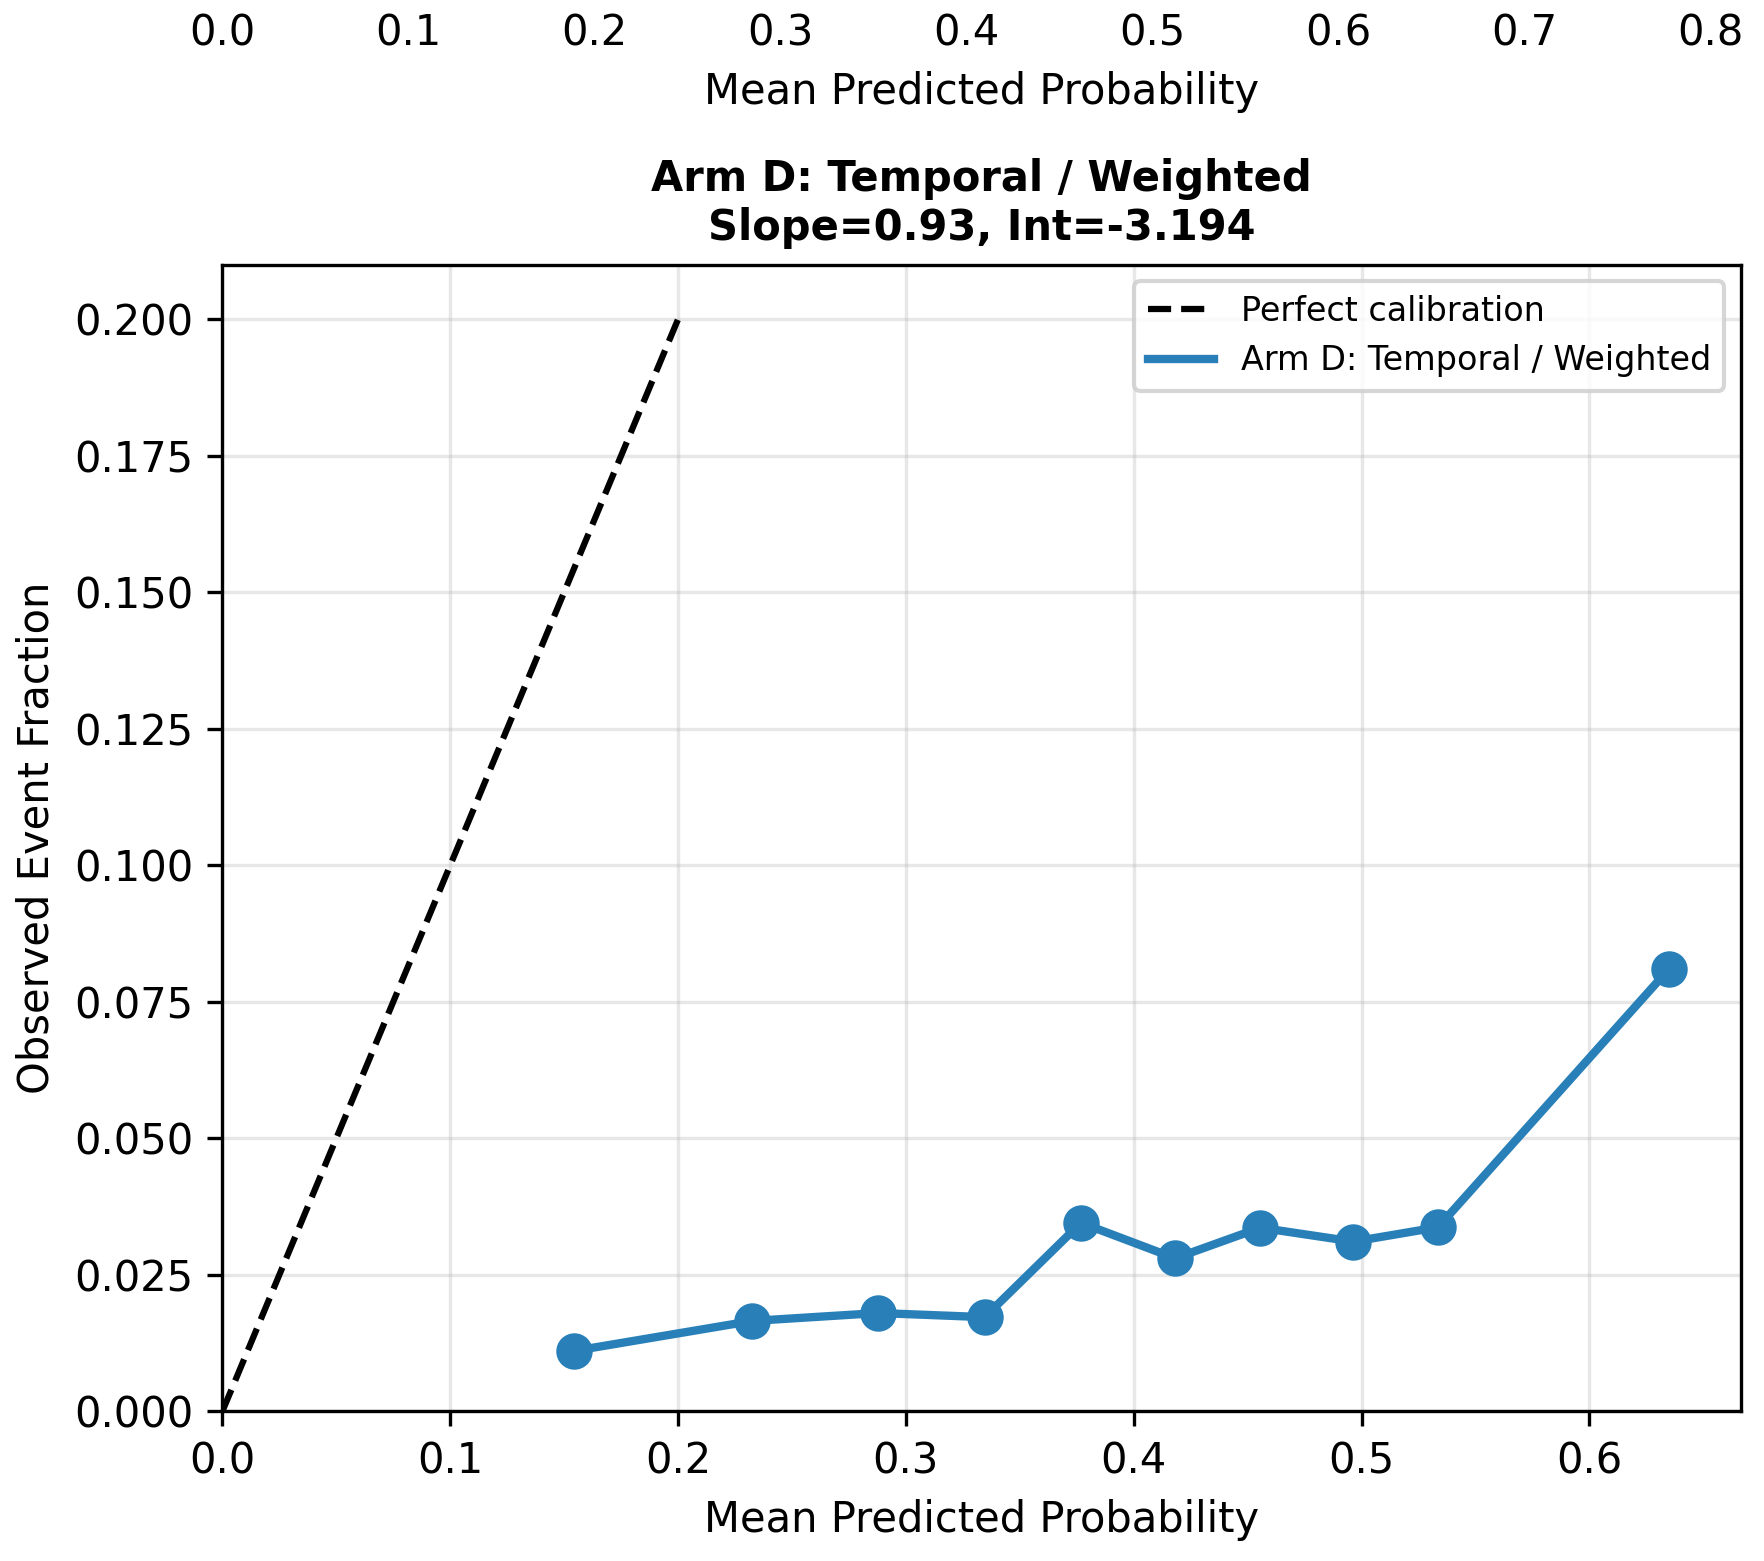 0.0 0.1 0.2 0.3 0.4 0.5 0.6 0.7 0.8
Mean Predicted Probability
Arm D: Temporal / Weighted
Slope=0.93, Int=-3.194
Perfect calibration
Arm D: Temporal / Weighted
Observed Event Fraction
0.200
0.175
0.150
0.125
0.100
0.075
0.050
0.025
0.000
0.0 0.1 0.2 0.3 0.4 0.5 0.6
Mean Predicted Probability